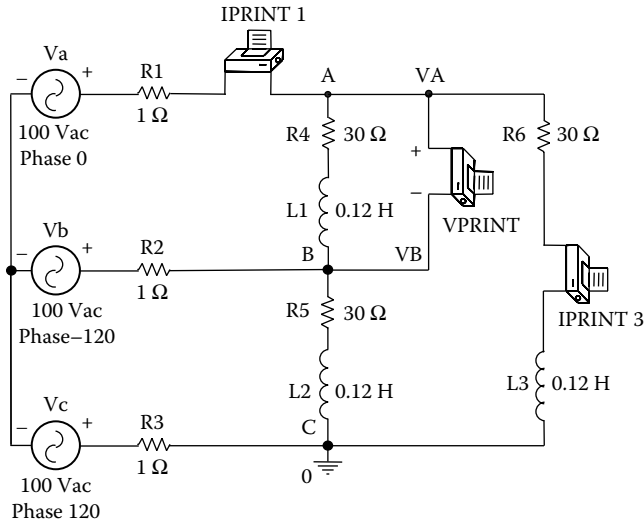 IPRINT 1
Va
− +
100 Vac
Phase 0
R1
1 Ω
A
VA
R4 30 Ω
R6 30 Ω
+
−
VPRINT
L1 0.12 H
B
VB
Vb
− +
100 Vac
Phase−120
R2
1 Ω
R5 30 Ω
IPRINT 3
L2 0.12 H
L3 0.12 H
C
Vc
− +
100 Vac
Phase 120
R3
1 Ω
0